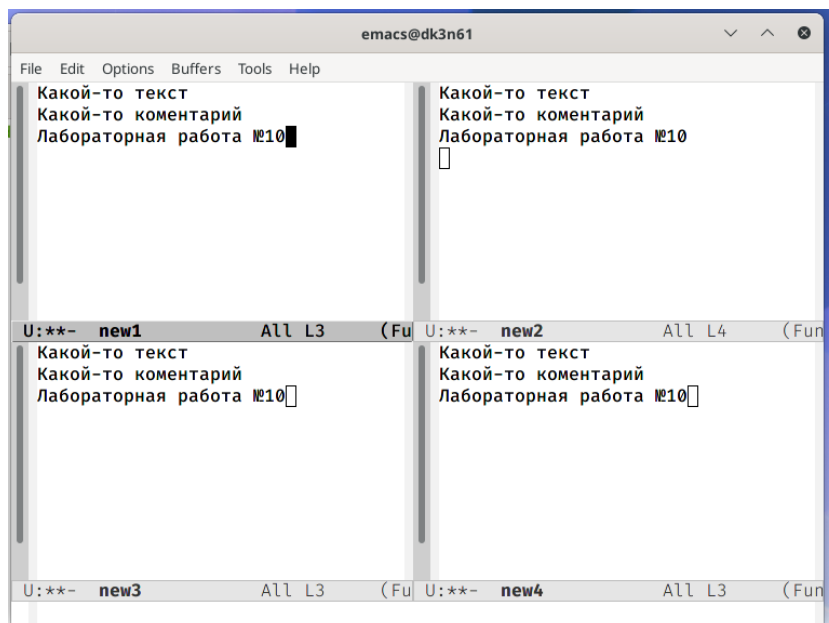 emacs@dk3n61
File Edit Options Buffers Tools Help
Какой-то текст
Какой-то коментарий
Лабораторная работа №10
U:**- new1 All L3 (Fu
Какой-то текст
Какой-то коментарий
Лабораторная работа №10
U:**- new2 All L4 (Fun
Какой-то текст
Какой-то коментарий
Лабораторная работа №10
U:**- new3 All L3 (Fu
Какой-то текст
Какой-то коментарий
Лабораторная работа №10
U:**- new4 All L3 (Fun